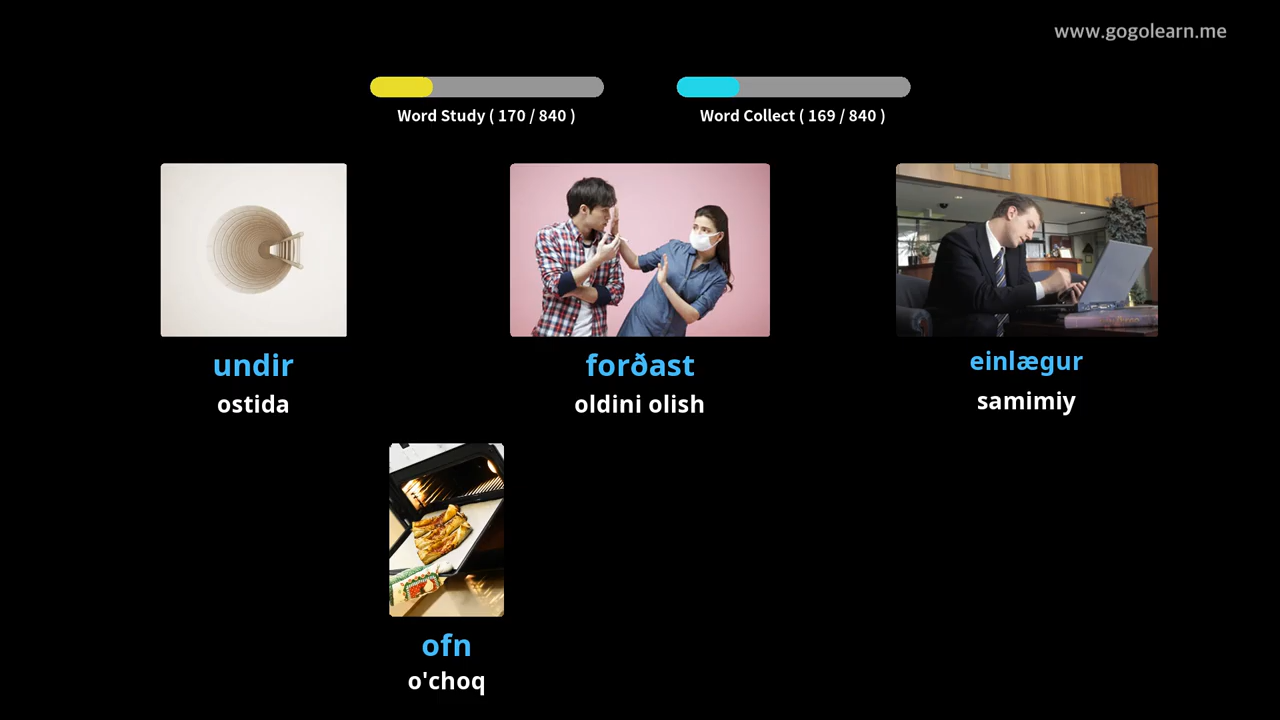 www.gogolearn.me
Word Study ( 170 / 840 )
Word Collect ( 169 / 840 )
undir
ostida
forðast
oldini olish
einlægur
samimiy
ofn
o'choq